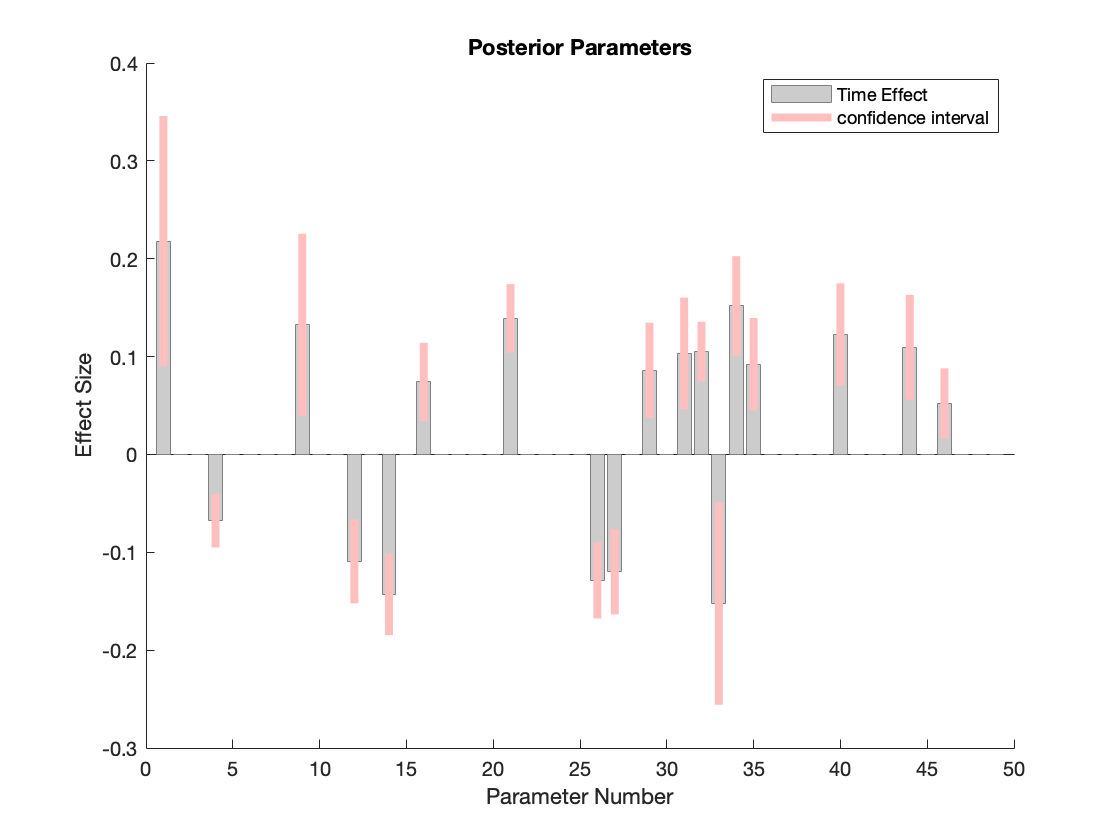 Posterior Parameters
Time Effect
confidence interval
0.4
0.3
0.2
0.1
0
-0.1
-0.2
-0.3
Effect Size
0 5 10 15 20 25 30 35 40 45 50
Parameter Number